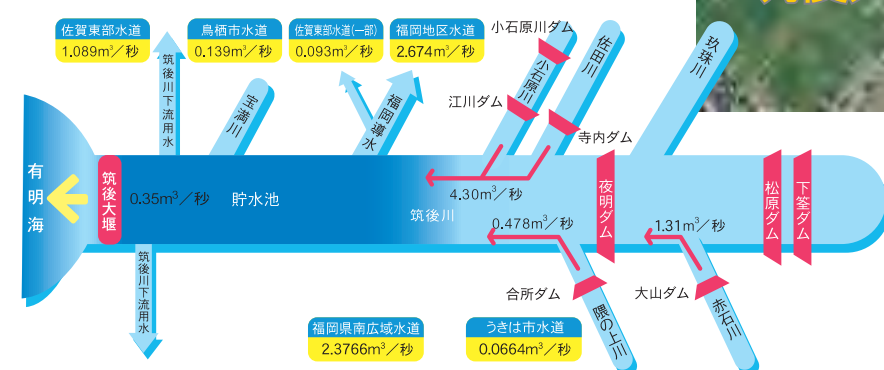 佐賀東部水道
1.089m³／秒
鳥栖市水道
0.139m³／秒
佐賀東部水道(一部)
0.093m³／秒
福岡地区水道
2.674m³／秒
小石原川ダム
小石原川
佐田川
玖珠川
江川ダム
寺内ダム
筑後川下流用水
宝満川
福岡導水
有明海
筑後大堰
0.35m³／秒
貯水池
筑後川
4.30m³／秒
0.478m³／秒
夜明ダム
1.31m³／秒
松原ダム
下筌ダム
筑後川下流用水
合所ダム
隈の上川
大山ダム
赤石川
福岡県南広域水道
2.3766m³／秒
うきは市水道
0.0664m³／秒